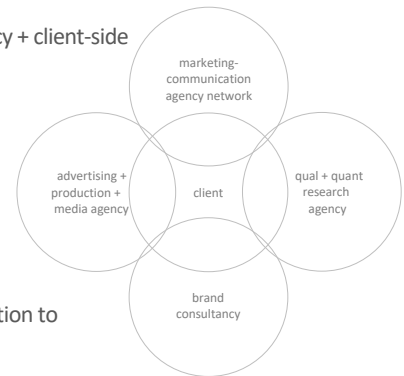 cy + client-side
marketing-
communication
agency network
advertising +
production +
media agency
client
qual + quant
research
agency
brand
consultancy
tion to